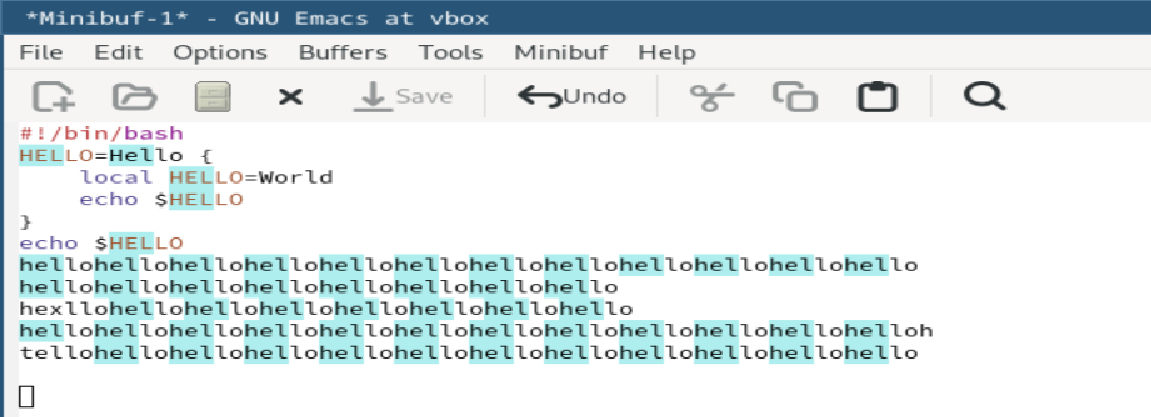 *Minibuf-1* - GNU Emacs at vbox
File Edit Options Buffers Tools Minibuf Help
Save Undo
#!/bin/bash
HELLO=Hello {
    local HELLO=World
    echo $HELLO
}
echo $HELLO
hellohellohellohellohellohellohellohellohellohellohellohello
hellohellohellohellohellohellohellohello
hexllohellohellohellohellohellohellohello
hellohellohellohellohellohellohellohellohellohellohellohelloh
tellohellohellohellohellohellohellohellohellohellohellohello